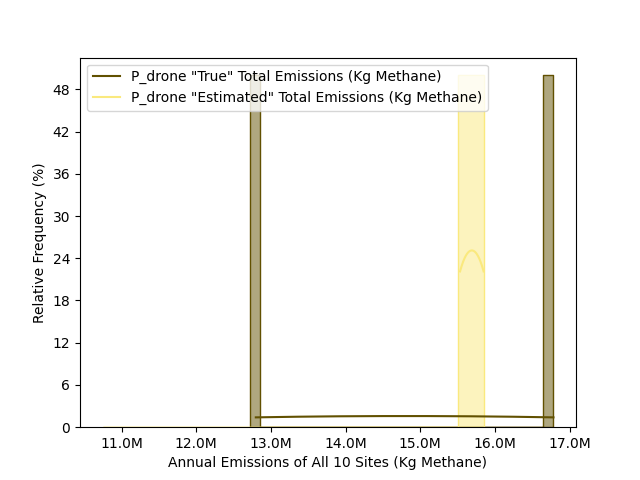 P_drone "True" Total Emissions (Kg Methane)
P_drone "Estimated" Total Emissions (Kg Methane)
48
42
36
30
24
18
12
6
0
Relative Frequency (%)
11.0M 12.0M 13.0M 14.0M 15.0M 16.0M 17.0M
Annual Emissions of All 10 Sites (Kg Methane)